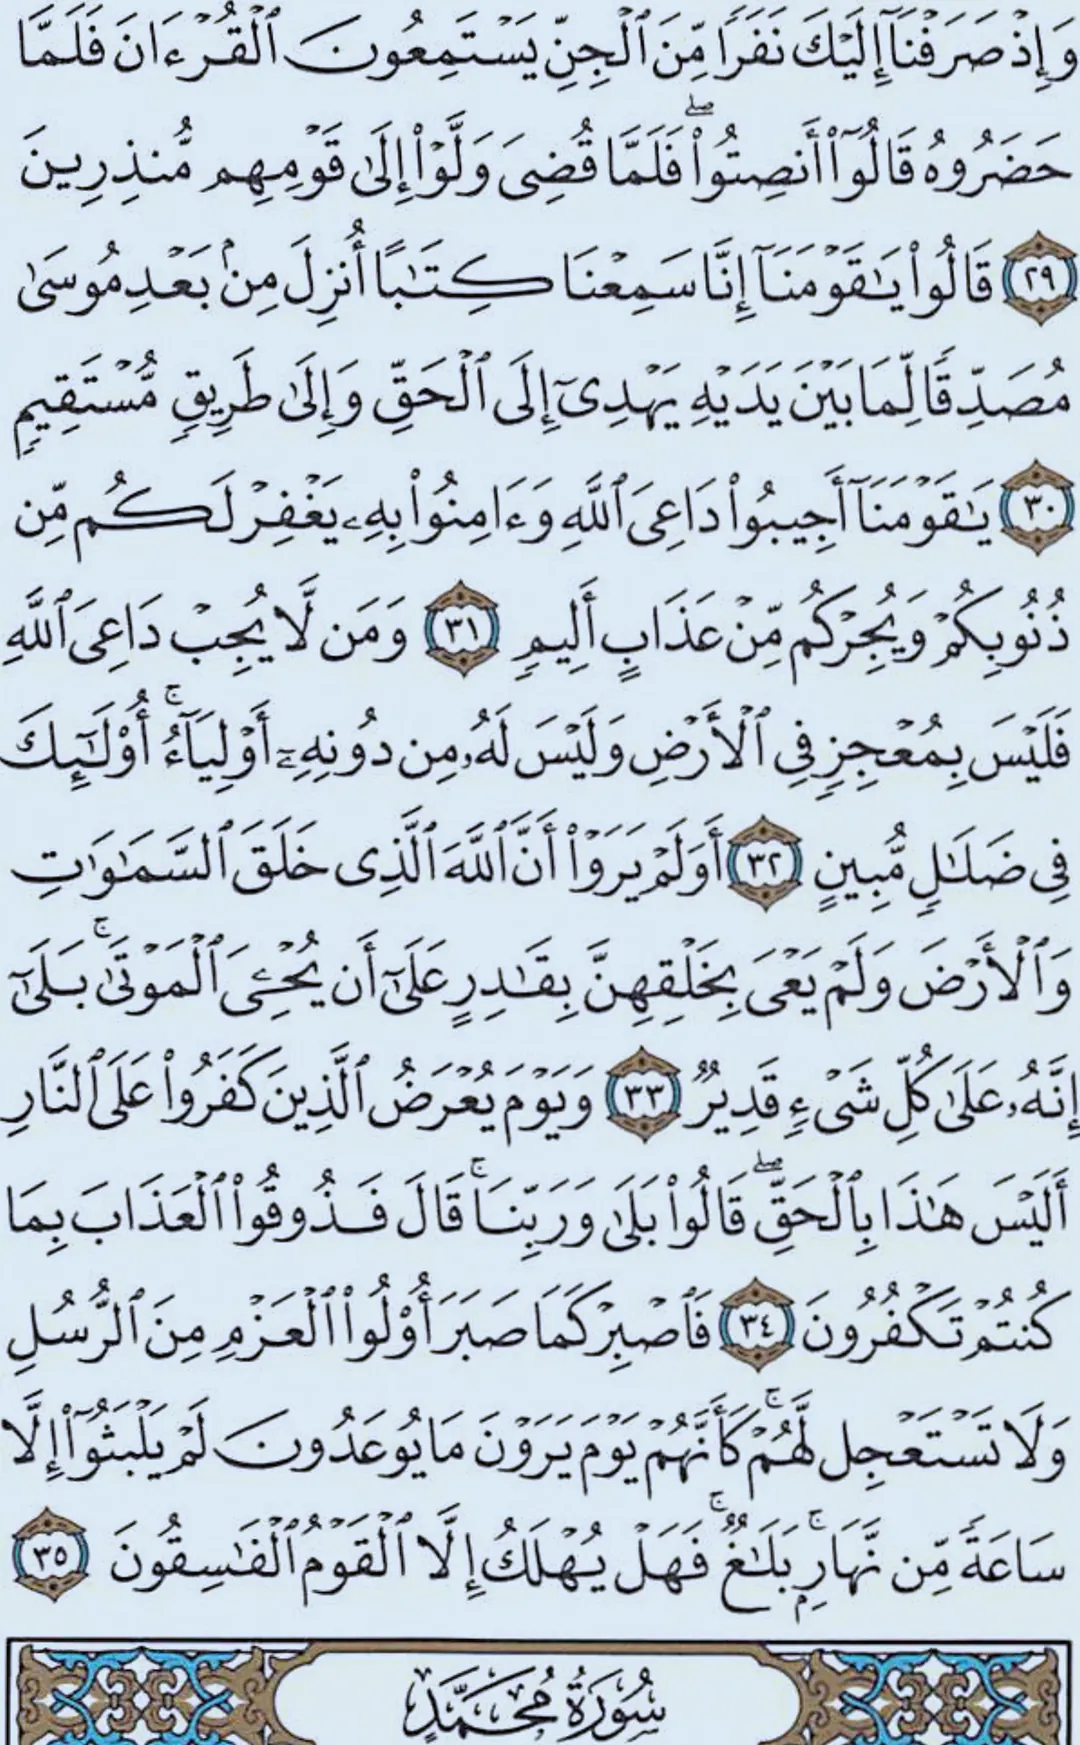 وَإِذْ صَرَفْنَآ إِلَيْكَ نَفَرًا مِّنَ ٱلْجِنِّ يَسْتَمِعُونَ ٱلْقُرْءَانَ فَلَمَّا
حَضَرُوهُ قَالُوٓا۟ أَنصِتُوا۟ ۖ فَلَمَّا قُضِىَ وَلَّوْا۟ إِلَىٰ قَوْمِهِم مُّنذِرِينَ
٢٩ قَالُوا۟ يَـٰقَوْمَنَآ إِنَّا سَمِعْنَا كِتَـٰبًا أُنزِلَ مِنۢ بَعْدِ مُوسَىٰ
مُصَدِّقًا لِّمَا بَيْنَ يَدَيْهِ يَهْدِىٓ إِلَى ٱلْحَقِّ وَإِلَىٰ طَرِيقٍ مُّسْتَقِيمٍ
٣٠ يَـٰقَوْمَنَآ أَجِيبُوا۟ دَاعِىَ ٱللَّهِ وَءَامِنُوا۟ بِهِۦ يَغْفِرْ لَكُم مِّن
ذُنُوبِكُمْ وَيُجِرْكُم مِّنْ عَذَابٍ أَلِيمٍ ٣١ وَمَن لَّا يُجِبْ دَاعِىَ ٱللَّهِ
فَلَيْسَ بِمُعْجِزٍ فِى ٱلْأَرْضِ وَلَيْسَ لَهُۥ مِن دُونِهِۦٓ أَوْلِيَآءُ ۚ أُو۟لَـٰٓئِكَ
فِى ضَلَـٰلٍ مُّبِينٍ ٣٢ أَوَلَمْ يَرَوْا۟ أَنَّ ٱللَّهَ ٱلَّذِى خَلَقَ ٱلسَّمَـٰوَٰتِ
وَٱلْأَرْضَ وَلَمْ يَعْىَ بِخَلْقِهِنَّ بِقَـٰدِرٍ عَلَىٰٓ أَن يُحْـِۧىَ ٱلْمَوْتَىٰ ۚ بَلَىٰٓ
إِنَّهُۥ عَلَىٰ كُلِّ شَىْءٍ قَدِيرٌ ٣٣ وَيَوْمَ يُعْرَضُ ٱلَّذِينَ كَفَرُوا۟ عَلَى ٱلنَّارِ
أَلَيْسَ هَـٰذَا بِٱلْحَقِّ ۖ قَالُوا۟ بَلَىٰ وَرَبِّنَا ۚ قَالَ فَذُوقُوا۟ ٱلْعَذَابَ بِمَا
كُنتُمْ تَكْفُرُونَ ٣٤ فَٱصْبِرْ كَمَا صَبَرَ أُو۟لُوا۟ ٱلْعَزْمِ مِنَ ٱلرُّسُلِ
وَلَا تَسْتَعْجِل لَّهُمْ ۚ كَأَنَّهُمْ يَوْمَ يَرَوْنَ مَا يُوعَدُونَ لَمْ يَلْبَثُوٓا۟ إِلَّا
سَاعَةً مِّن نَّهَارٍۭ ۚ بَلَـٰغٌ ۚ فَهَلْ يُهْلَكُ إِلَّا ٱلْقَوْمُ ٱلْفَـٰسِقُونَ ٣٥
سُورَةُ مُحَمَّدٍ